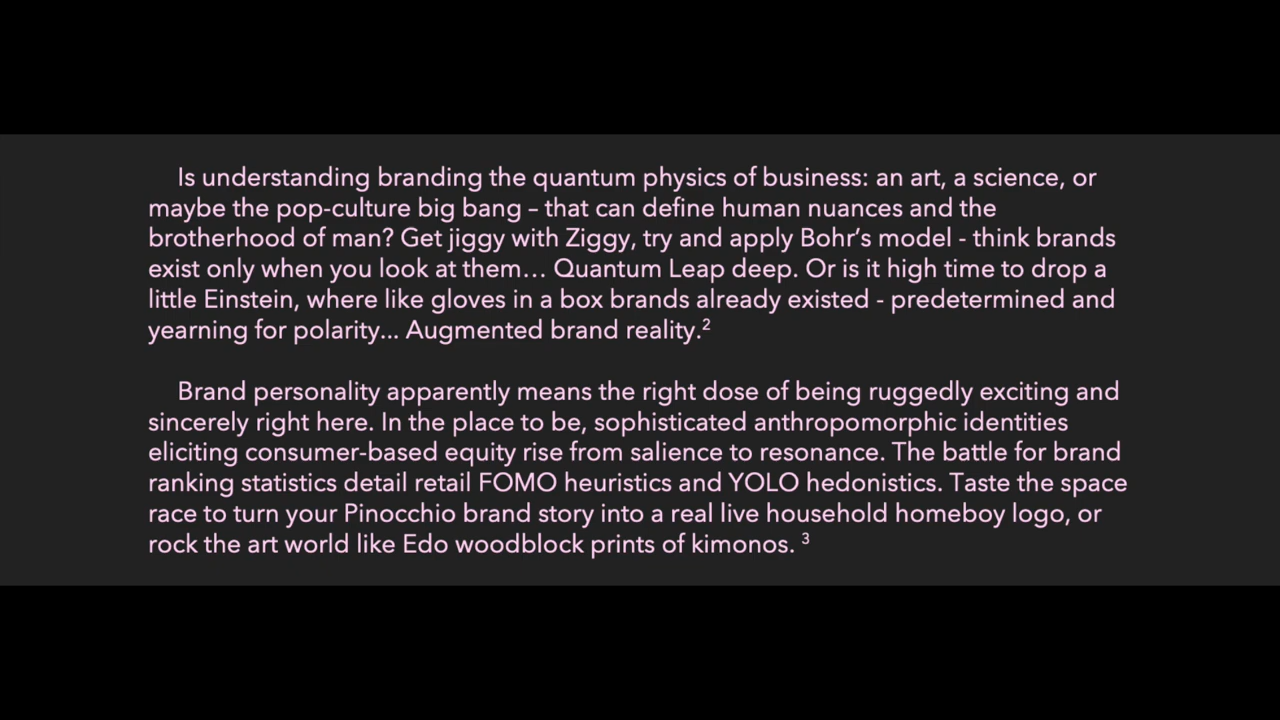 Is understanding branding the quantum physics of business: an art, a science, or
maybe the pop-culture big bang – that can define human nuances and the
brotherhood of man? Get jiggy with Ziggy, try and apply Bohr’s model - think brands
exist only when you look at them… Quantum Leap deep. Or is it high time to drop a
little Einstein, where like gloves in a box brands already existed - predetermined and
yearning for polarity... Augmented brand reality.²
Brand personality apparently means the right dose of being ruggedly exciting and
sincerely right here. In the place to be, sophisticated anthropomorphic identities
eliciting consumer-based equity rise from salience to resonance. The battle for brand
ranking statistics detail retail FOMO heuristics and YOLO hedonistics. Taste the space
race to turn your Pinocchio brand story into a real live household homeboy logo, or
rock the art world like Edo woodblock prints of kimonos. ³